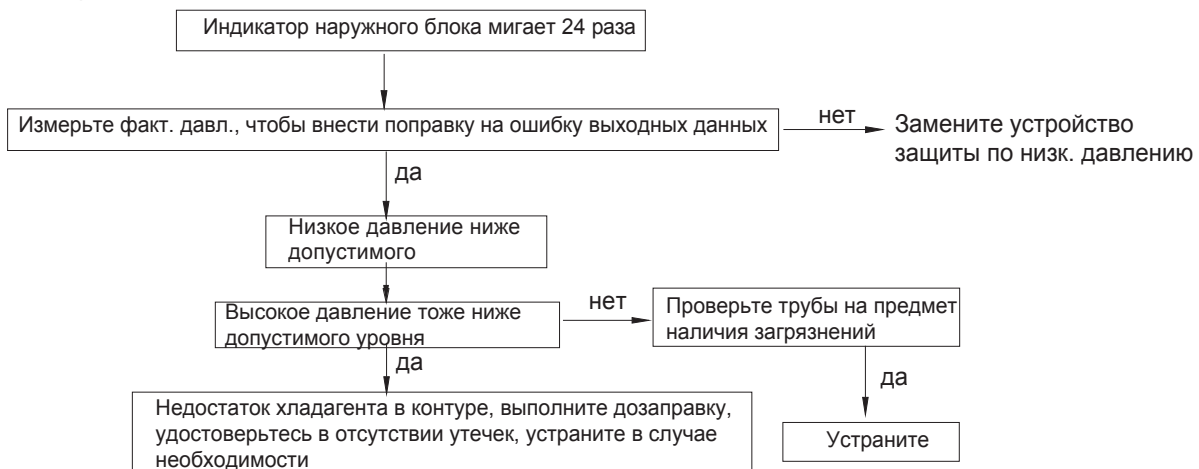 Индикатор наружного блока мигает 24 раза
Измерьте факт. давл., чтобы внести поправку на ошибку выходных данных
нет
Замените устройство
защиты по низк. давлению
да
Низкое давление ниже
допустимого
Высокое давление тоже ниже
допустимого уровня
нет
Проверьте трубы на предмет
наличия загрязнений
да
да
Недостаток хладагента в контуре, выполните дозаправку,
удостоверьтесь в отсутствии утечек, устраните в случае
необходимости
Устраните